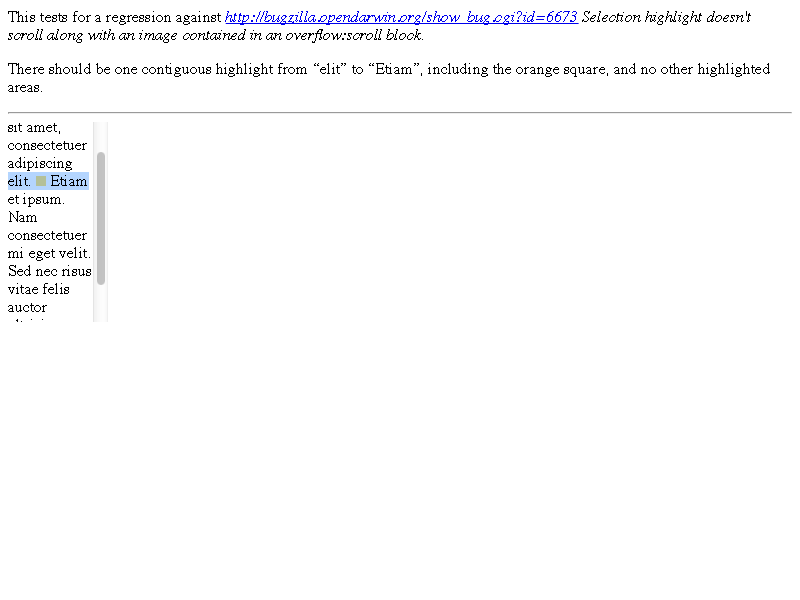 This tests for a regression against http://bugzilla.opendarwin.org/show_bug.cgi?id=6673 Selection highlight doesn't
scroll along with an image contained in an overflow:scroll block.
There should be one contiguous highlight from “elit” to “Etiam”, including the orange square, and no other highlighted
areas.
sit amet,
consectetuer
adipiscing
elit. Etiam
et ipsum.
Nam
consectetuer
mi eget velit.
Sed nec risus
vitae felis
auctor